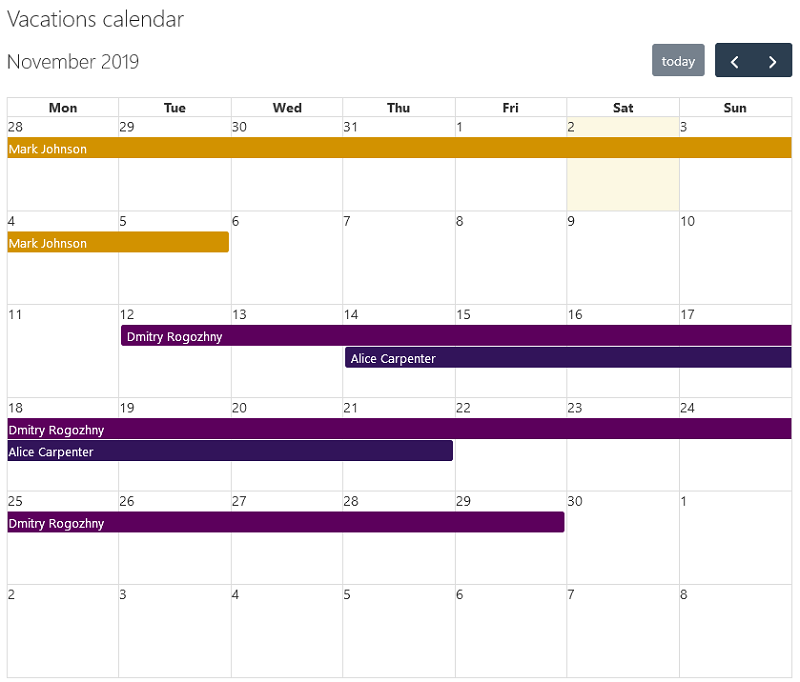 Vacations calendar
November 2019
today
Mon Tue Wed Thu Fri Sat Sun
28 29 30 31 1 2 3
Mark Johnson
4 5 6 7 8 9 10
Mark Johnson
11 12 13 14 15 16 17
Dmitry Rogozhny
Alice Carpenter
18 19 20 21 22 23 24
Dmitry Rogozhny
Alice Carpenter
25 26 27 28 29 30 1
Dmitry Rogozhny
2 3 4 5 6 7 8